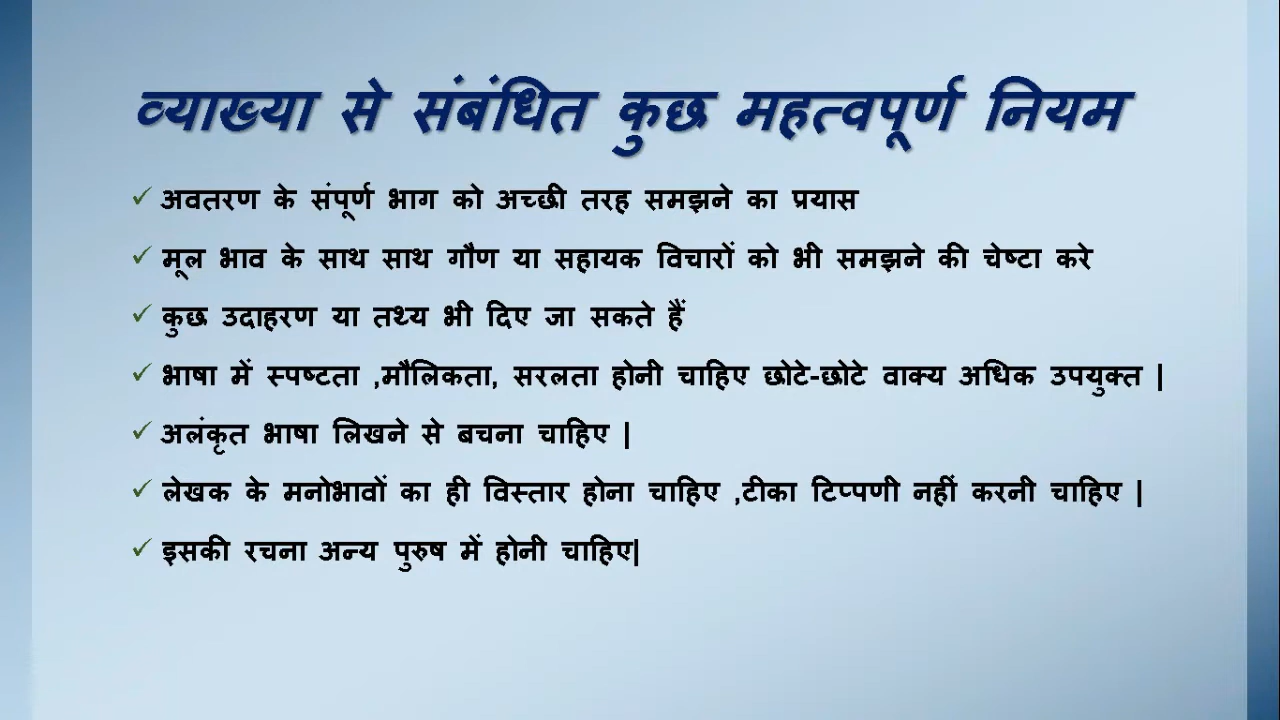 व्याख्या से संबंधित कुछ महत्वपूर्ण नियम
✓ अवतरण के संपूर्ण भाग को अच्छी तरह समझने का प्रयास
✓ मूल भाव के साथ साथ गौण या सहायक विचारों को भी समझने की चेष्टा करे
✓ कुछ उदाहरण या तथ्य भी दिए जा सकते हैं
✓ भाषा में स्पष्टता ,मौलिकता, सरलता होनी चाहिए छोटे-छोटे वाक्य अधिक उपयुक्त |
✓ अलंकृत भाषा लिखने से बचना चाहिए |
✓ लेखक के मनोभावों का ही विस्तार होना चाहिए ,टीका टिप्पणी नहीं करनी चाहिए |
✓ इसकी रचना अन्य पुरुष में होनी चाहिए|